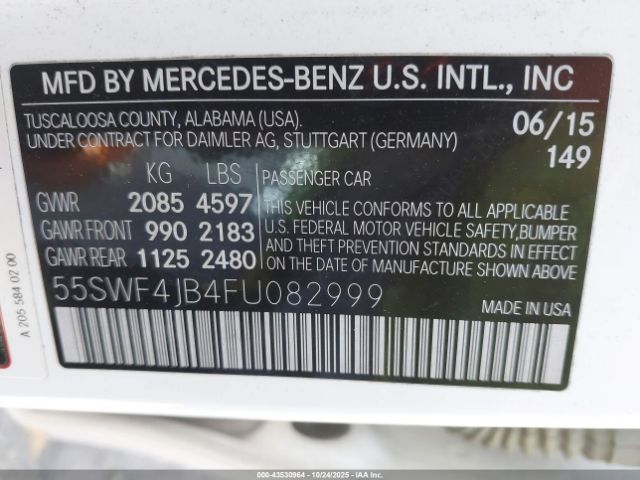 MFD BY MERCEDES-BENZ U.S. INTL., INC
TUSCALOOSA COUNTY, ALABAMA (USA).
UNDER CONTRACT FOR DAIMLER AG, STUTTGART (GERMANY)
06/15
149
KG LBS
GVWR 2085 4597
GAWR FRONT 990 2183
GAWR REAR 1125 2480
PASSENGER CAR
THIS VEHICLE CONFORMS TO ALL APPLICABLE
U.S. FEDERAL MOTOR VEHICLE SAFETY,BUMPER
AND THEFT PREVENTION STANDARDS IN EFFECT
ON THE DATE OF MANUFACTURE SHOWN ABOVE.
55SWF4JB4FU082999
MADE IN USA
A 205 584 02 00
000-43530964 | 10/24/2025 | Copart